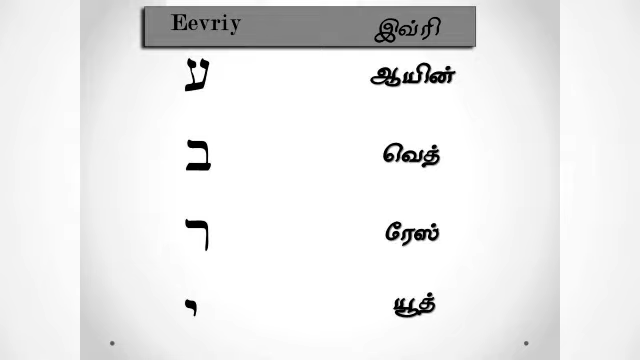 Eevriy இவ்ரி
ע ஆயின்
ב வெத்
ר ரேஸ்
י யூத்